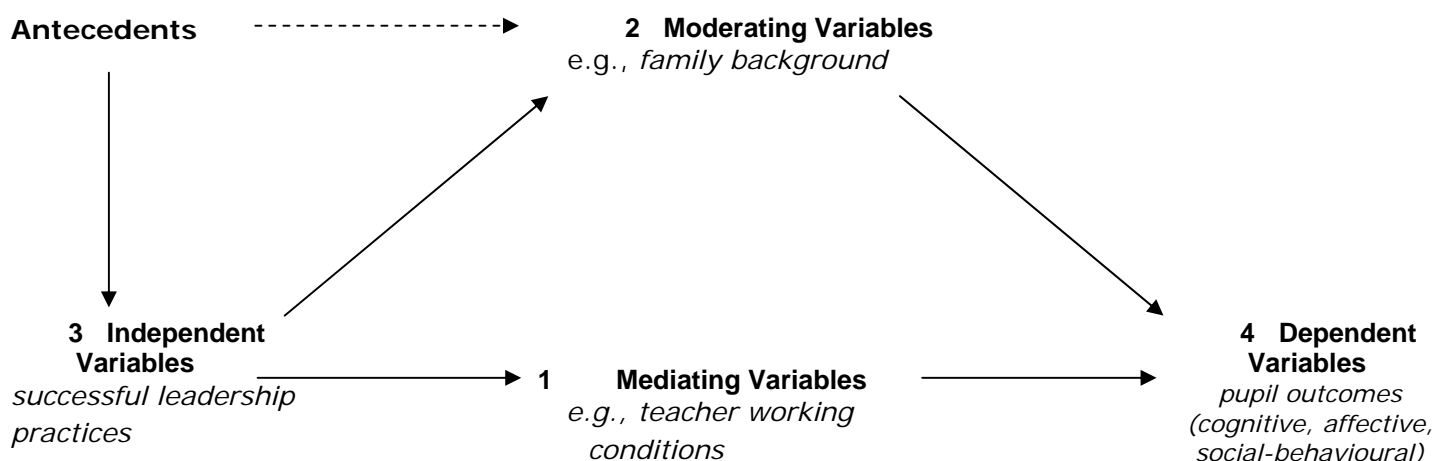 Antecedents
2 Moderating Variables
e.g., family background
3 Independent
Variables
successful leadership
practices
1 Mediating Variables
e.g., teacher working
conditions
4 Dependent
Variables
pupil outcomes
(cognitive, affective,
social-behavioural)